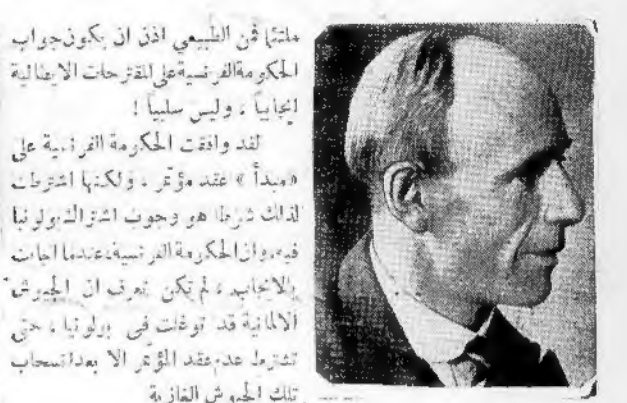 ملتئما فمن الطبيعي اذن ان يكون جواب
الحكومة الفرنسية على المقترحات الايطالية
ايجابياً ، وليس سلبياً !
لقد وافقت الحكومة الفرنسية على
«مبدأ» عقد مؤتمر ، ولكنها اشترطت
لذلك شرطا هو وجوب اشتراك بولونيا
فيه، وان الحكومة الفرنسية، عندما اجابت
بالايجاب ، لم تكن تعرف ان الجيوش
الالمانية قد توغلت في بولونيا ، حتى
تشترط عدم عقد المؤتمر الا بعد انسحاب
تلك الجيوش الغازية